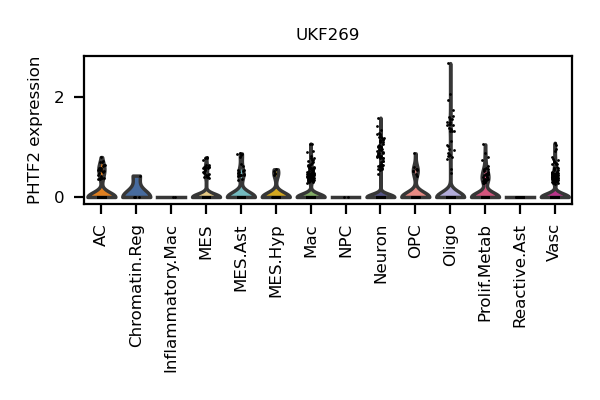 UKF269
PHTF2 expression
2
0
AC
Chromatin.Reg
Inflammatory.Mac
MES
MES.Ast
MES.Hyp
Mac
NPC
Neuron
OPC
Oligo
Prolif.Metab
Reactive.Ast
Vasc